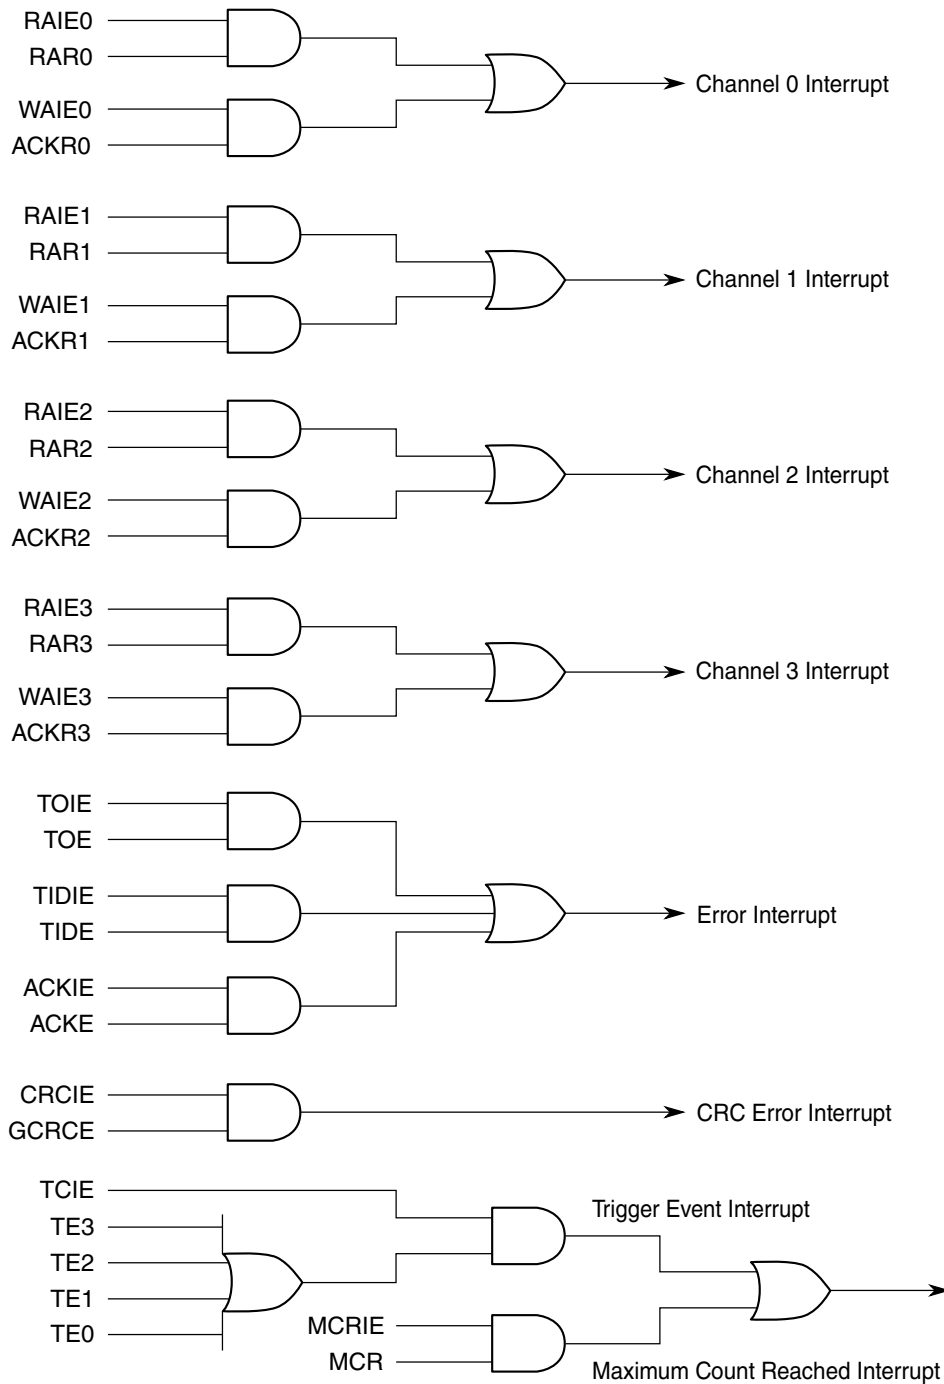 RAIE0
RAR0
WAIE0
ACKR0
Channel 0 Interrupt
RAIE1
RAR1
WAIE1
ACKR1
Channel 1 Interrupt
RAIE2
RAR2
WAIE2
ACKR2
Channel 2 Interrupt
RAIE3
RAR3
WAIE3
ACKR3
Channel 3 Interrupt
TOIE
TOE
TIDIE
TIDE
ACKIE
ACKE
Error Interrupt
CRCIE
GCRCE
CRC Error Interrupt
TCIE
TE3
TE2
TE1
TE0
Trigger Event Interrupt
MCRIE
MCR
Maximum Count Reached Interrupt